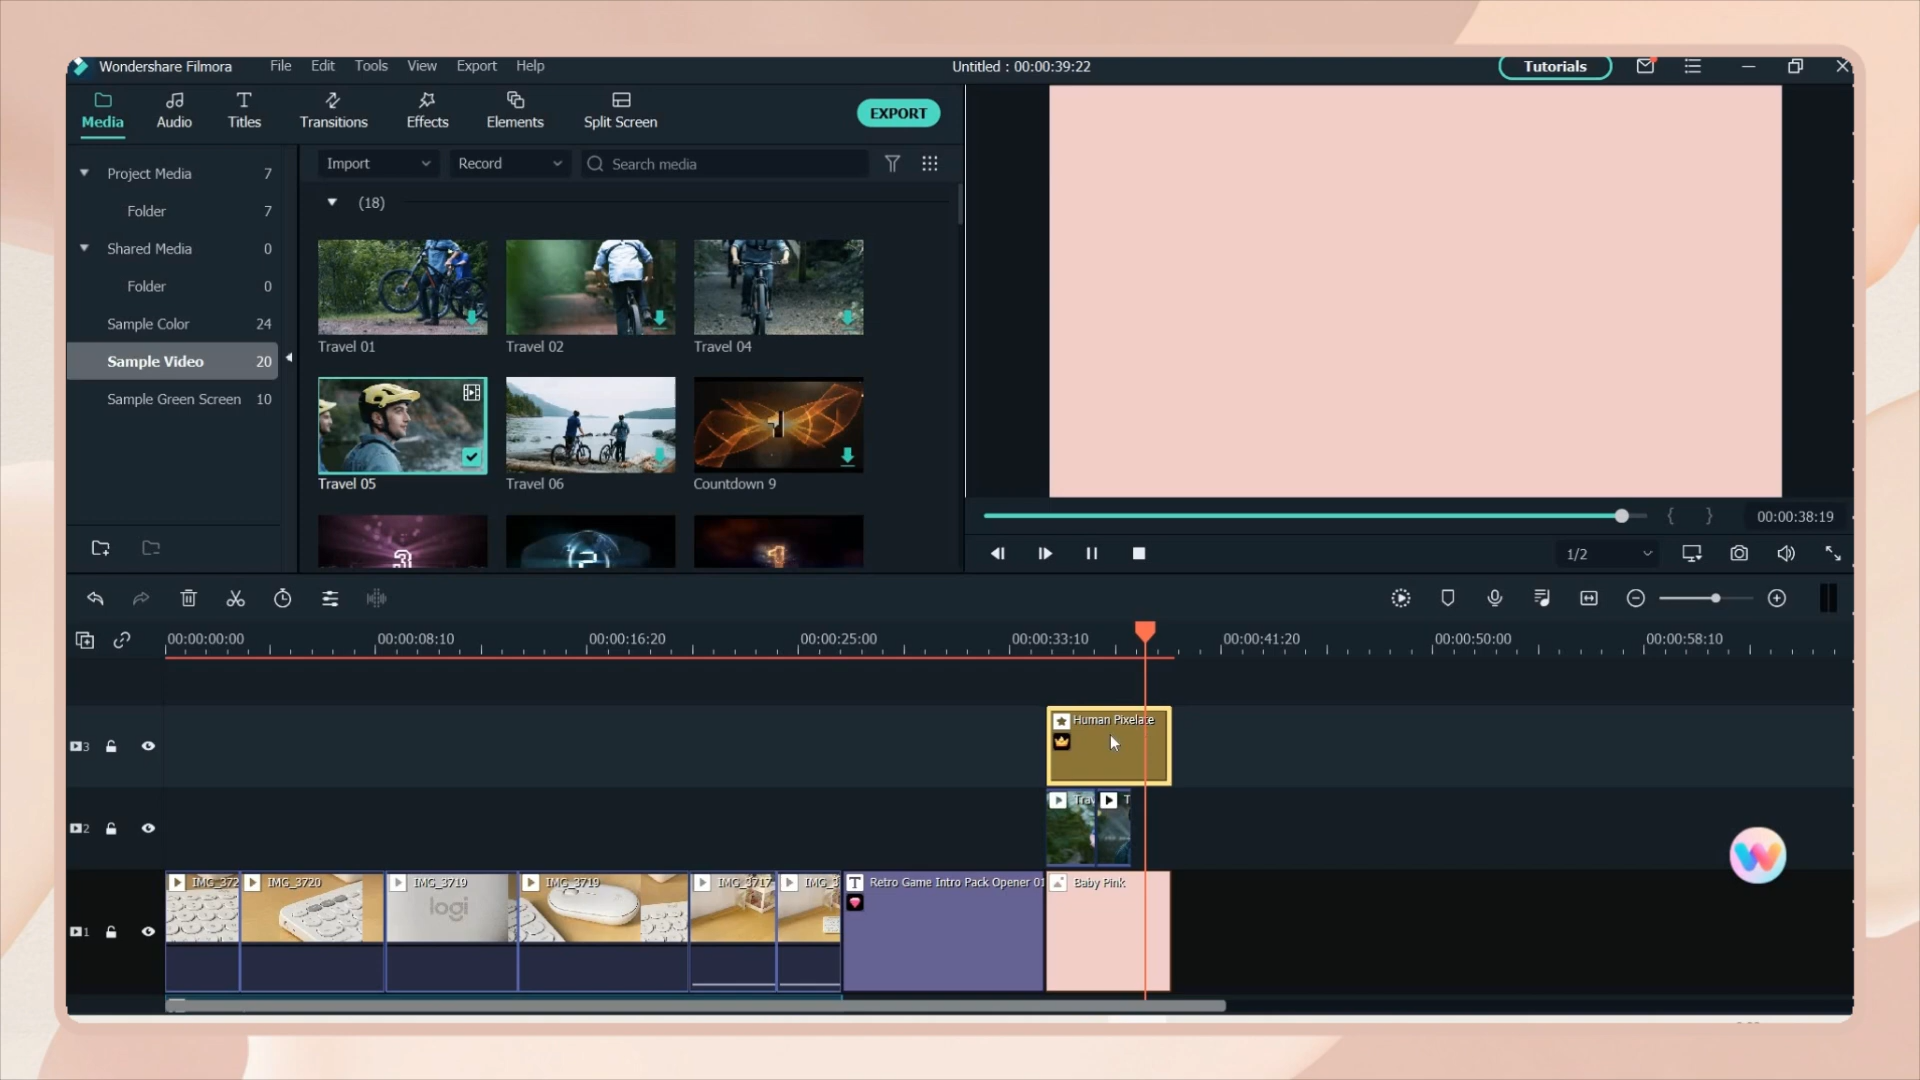 Wondershare Filmora File Edit Tools View Export Help Untitled : 00:00:39:22 Tutorials
Media Audio Titles Transitions Effects Elements Split Screen EXPORT
Import Record Search media
Project Media 7
Folder 7
Shared Media 0
Folder 0
Sample Color 24
Sample Video 20
Sample Green Screen 10
(18)
Travel 01 Travel 02 Travel 04
Travel 05 Travel 06 Countdown 9
3 1
{ } 00:00:38:19
1/2
00:00:00:00 00:00:08:10 00:00:16:20 00:00:25:00 00:00:33:10 00:00:41:20 00:00:50:00 00:00:58:10
3 Human Pixelate
2 Trav T
1 IMG_372 IMG_3720 IMG_3719 IMG_3719 IMG_3717 IMG_3 Retro Game Intro Pack Opener 01 Baby Pink
logi